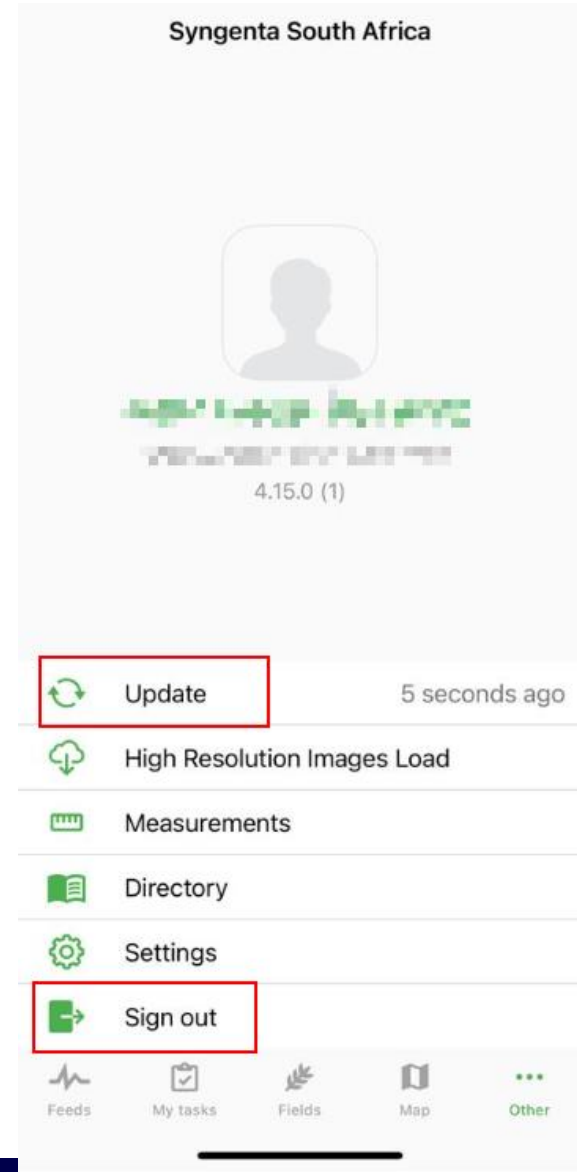 Syngenta South Africa
4.15.0 (1)
Update 5 seconds ago
High Resolution Images Load
Measurements
Directory
Settings
Sign out
Feeds My tasks Fields Map Other